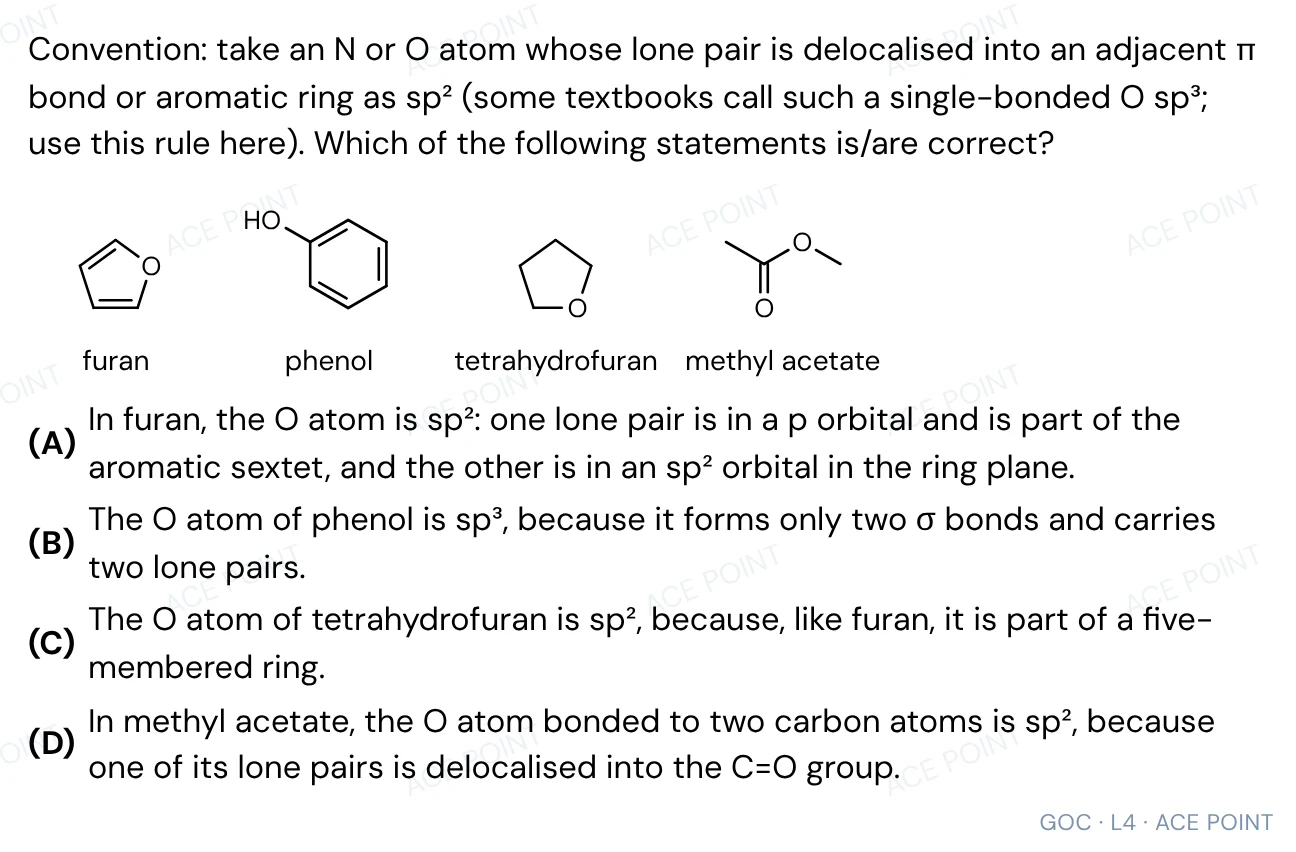 Convention: take an N or O atom whose lone pair is delocalised into an adjacent π
bond or aromatic ring as sp² (some textbooks call such a single-bonded O sp³;
use this rule here). Which of the following statements is/are correct?
O
HO
O
O
O
furan
phenol
tetrahydrofuran
methyl acetate
(A) In furan, the O atom is sp²: one lone pair is in a p orbital and is part of the
aromatic sextet, and the other is in an sp² orbital in the ring plane.
(B) The O atom of phenol is sp³, because it forms only two σ bonds and carries
two lone pairs.
(C) The O atom of tetrahydrofuran is sp², because, like furan, it is part of a five-
membered ring.
(D) In methyl acetate, the O atom bonded to two carbon atoms is sp², because
one of its lone pairs is delocalised into the C=O group.
GOC · L4 · ACE POINT